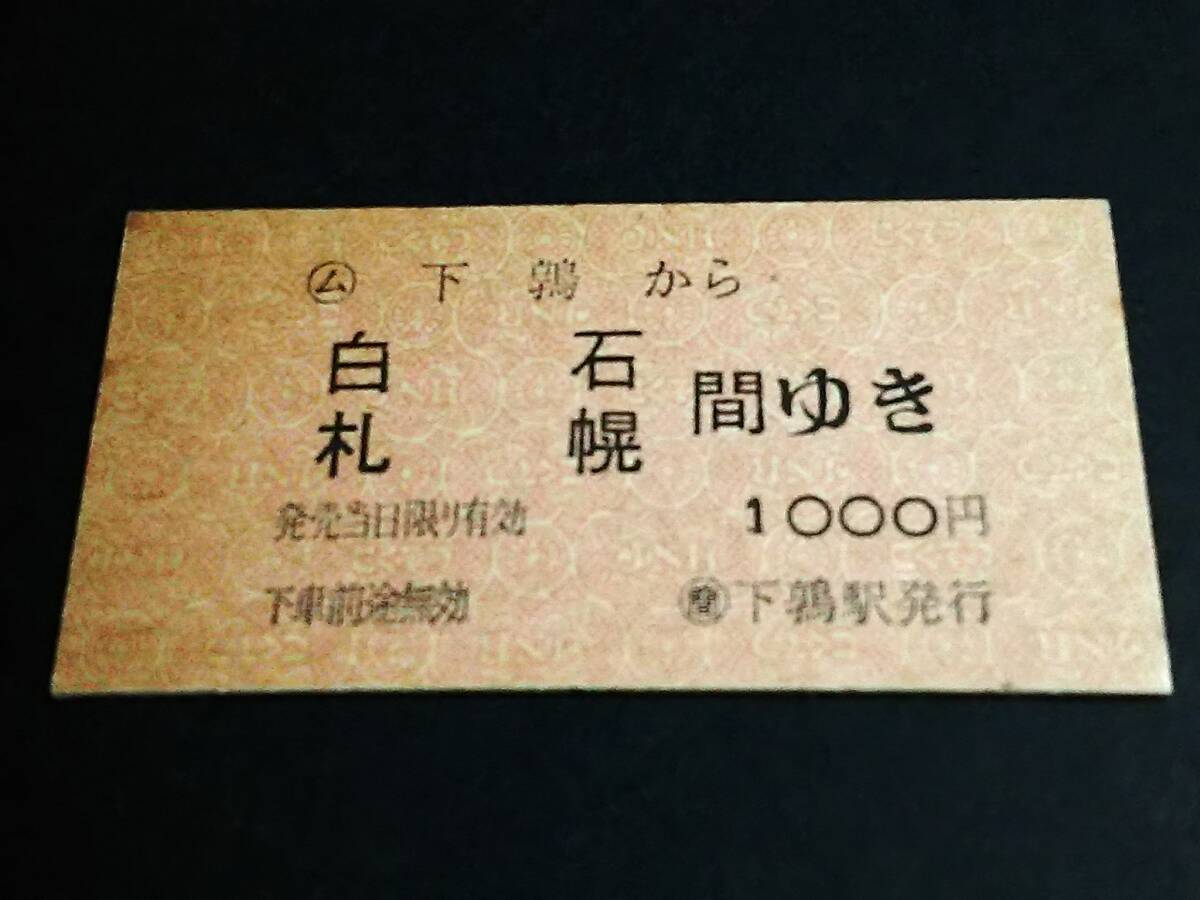 ㋰ 下鶉から
白石
札幌 間ゆき
発売当日限り有効 1000円
下車前途無効 (簡)下鶉駅発行